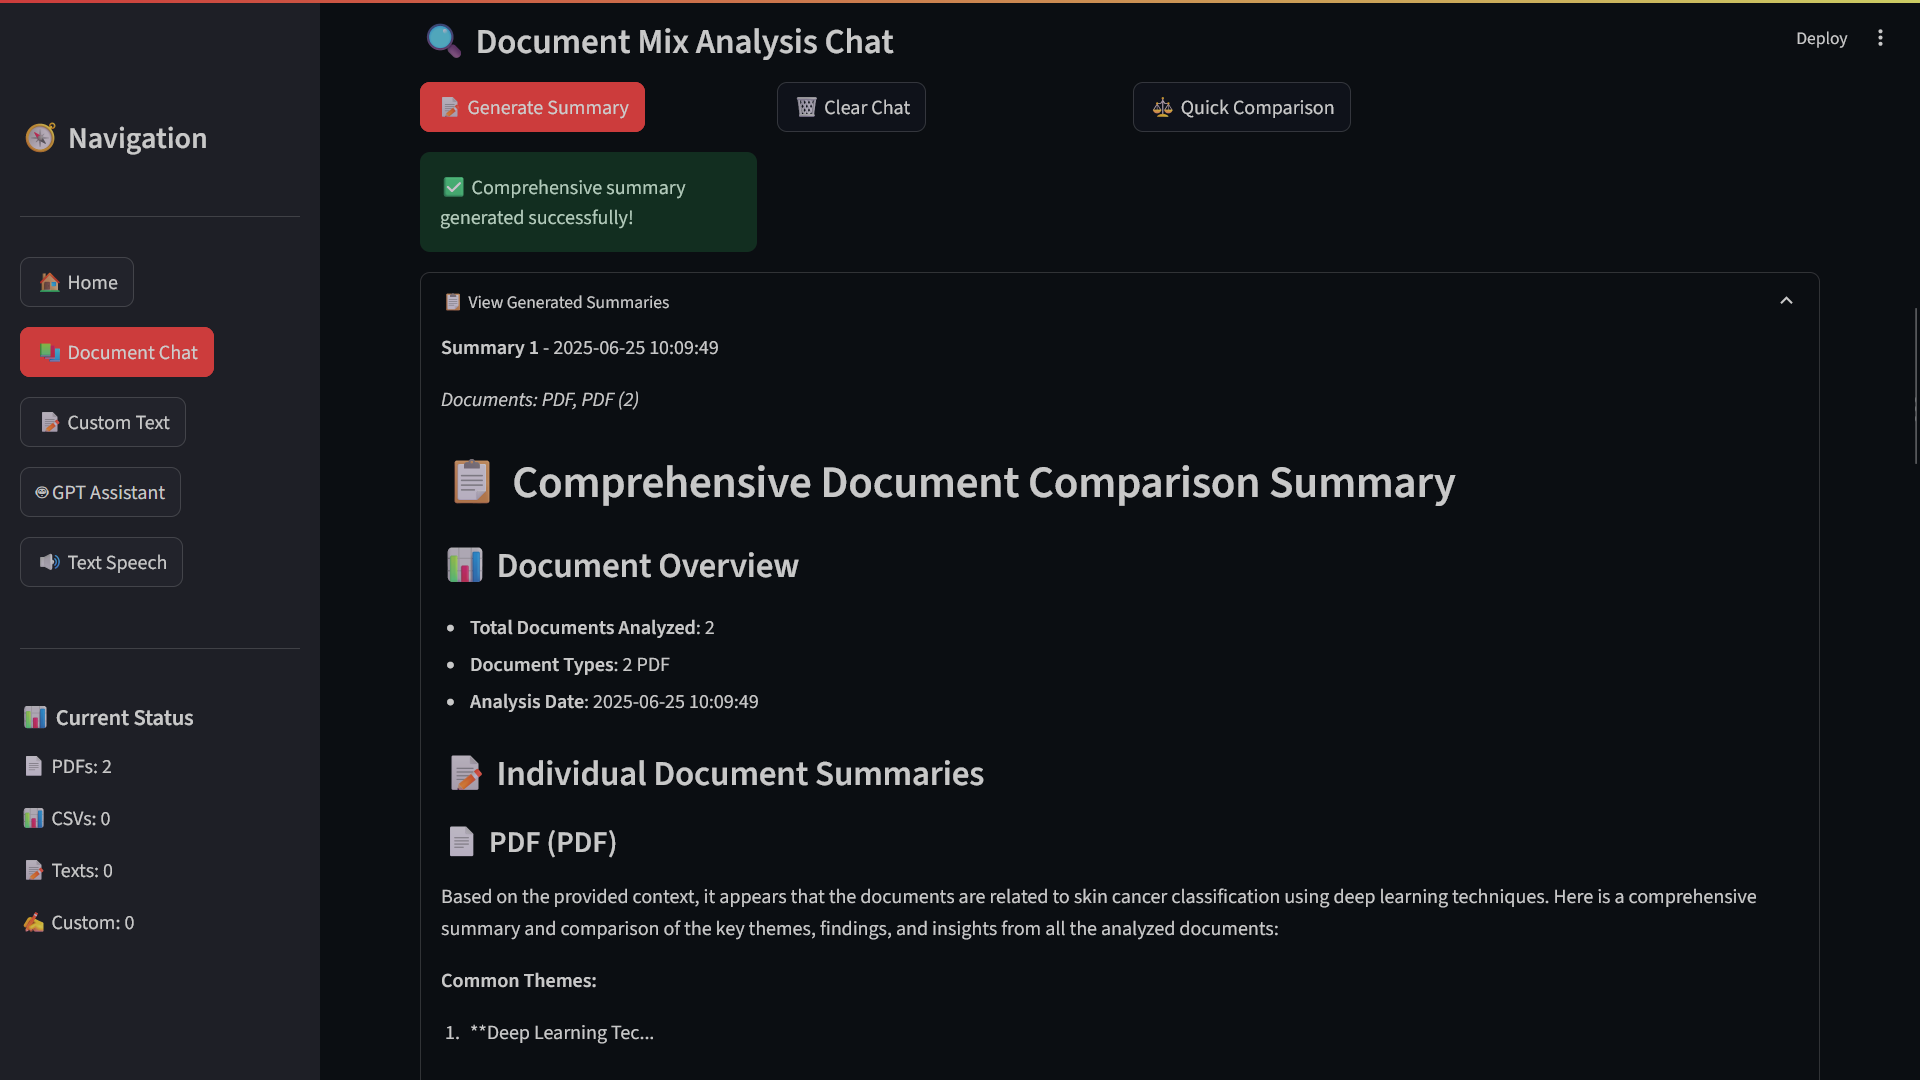 Navigation
Home
Document Chat
Custom Text
GPT Assistant
Text Speech
Current Status
PDFs: 2
CSVs: 0
Texts: 0
Custom: 0
Document Mix Analysis Chat
Deploy
Generate Summary
Clear Chat
Quick Comparison
Comprehensive summary
generated successfully!
View Generated Summaries
Summary 1 - 2025-06-25 10:09:49
Documents: PDF, PDF (2)
Comprehensive Document Comparison Summary
Document Overview
• Total Documents Analyzed: 2
• Document Types: 2 PDF
• Analysis Date: 2025-06-25 10:09:49
Individual Document Summaries
PDF (PDF)
Based on the provided context, it appears that the documents are related to skin cancer classification using deep learning techniques. Here is a comprehensive
summary and comparison of the key themes, findings, and insights from all the analyzed documents:
Common Themes:
1. **Deep Learning Tec...